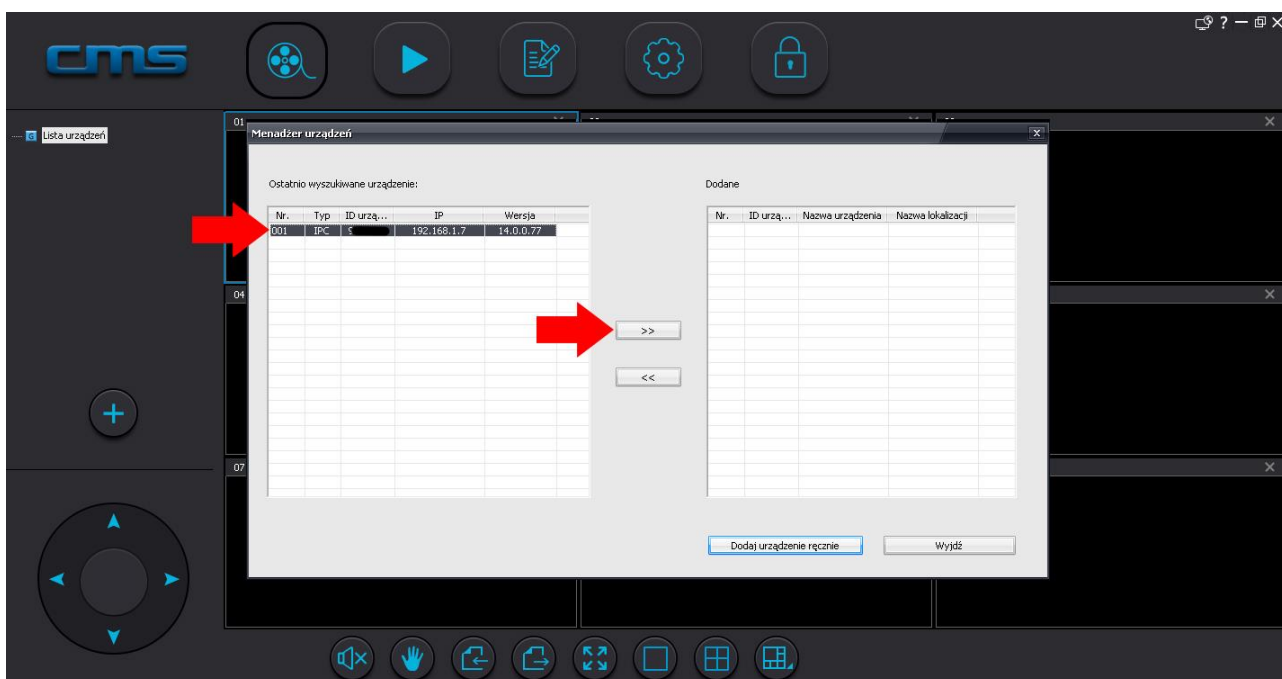 cms
Lista urządzeń
01
Menadżer urządzeń
Ostatnio wyszukiwane urządzenie:
Dodane
Nr. Typ ID urzą... IP Wersja
Nr. ID urzą... Nazwa urządzenia Nazwa lokalizacji
001 IPC 192.168.1.7 14.0.0.77
04
>>
<<
07
Dodaj urządzenie ręcznie
Wyjdź